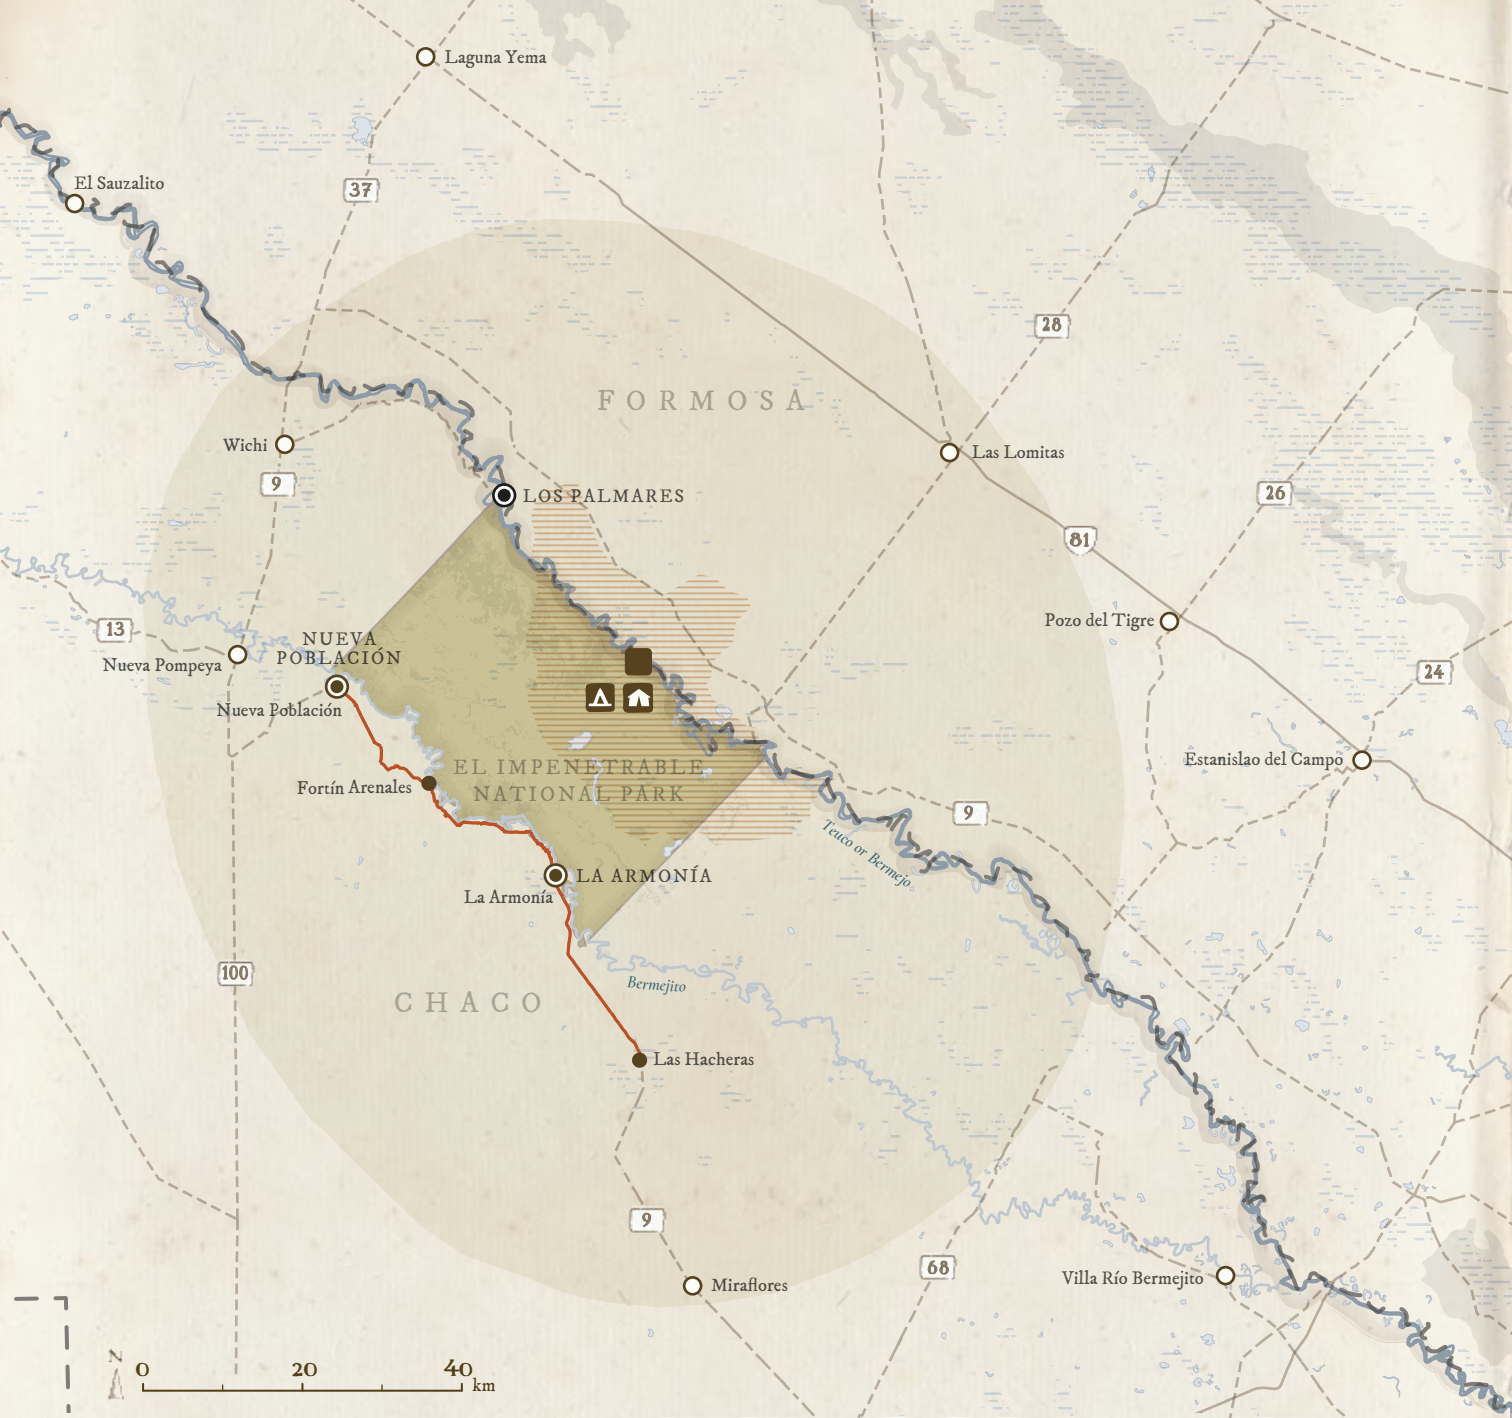 Laguna Yema
37
El Sauzalito
28
FORMOSA
Wichi
Las Lomitas
9
LOS PALMARES
26
81
Pozo del Tigre
13
NUEVA
POBLACIÓN
Nueva Pompeya
24
Nueva Población
Estanislao del Campo
EL IMPENETRABLE
NATIONAL PARK
Fortín Arenales
9
Teuco or Bermejo
LA ARMONÍA
La Armonía
100
Bermejito
CHACO
Las Hacheras
9
68
Miraflores
Villa Río Bermejito
N
0 20 40 km